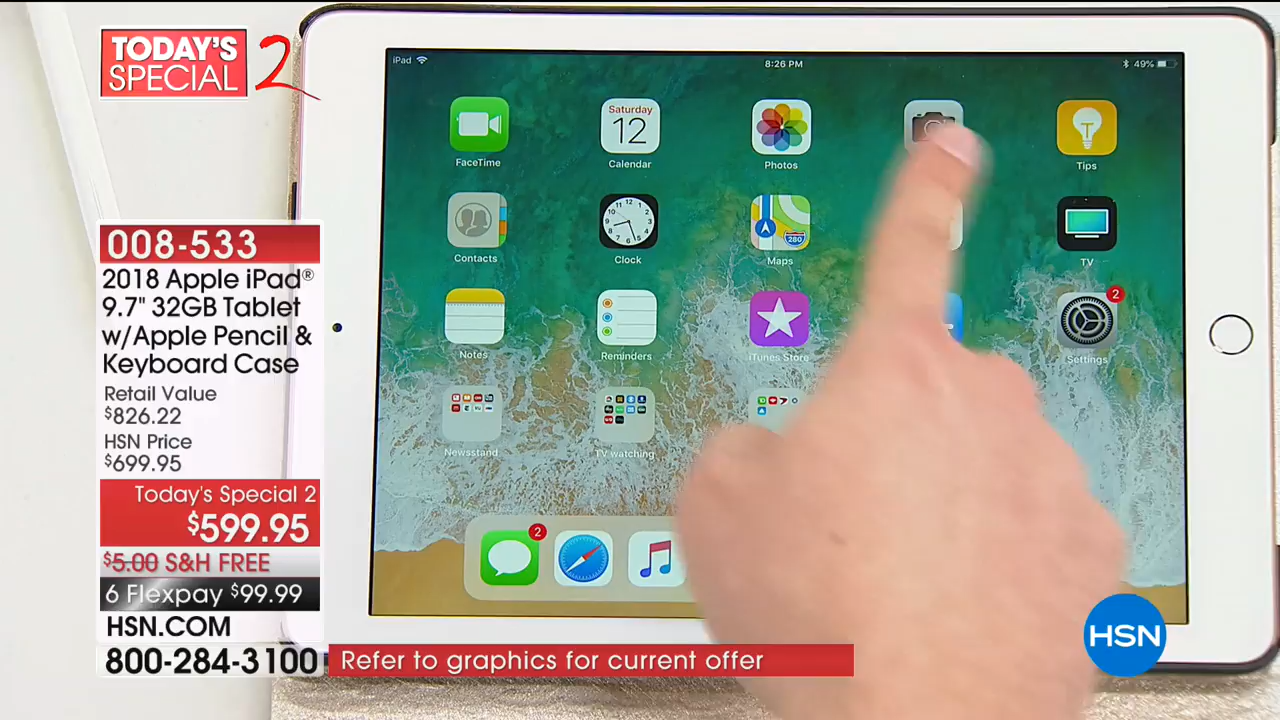 TODAY'S
SPECIAL 2
008-533
2018 Apple iPad®
9.7" 32GB Tablet
w/Apple Pencil &
Keyboard Case
Retail Value
$826.22
HSN Price
$699.95
Today's Special 2
$599.95
$5.00 S&H FREE
6 Flexpay $99.99
HSN.COM
800-284-3100
Refer to graphics for current offer
HSN
iPad 8:26 PM 49%
FaceTime
Saturday
12
Calendar
Photos
Tips
Contacts
Clock
Maps
280
TV
Notes
Reminders
iTunes Store
2
Settings
Newsstand
TV watching
2